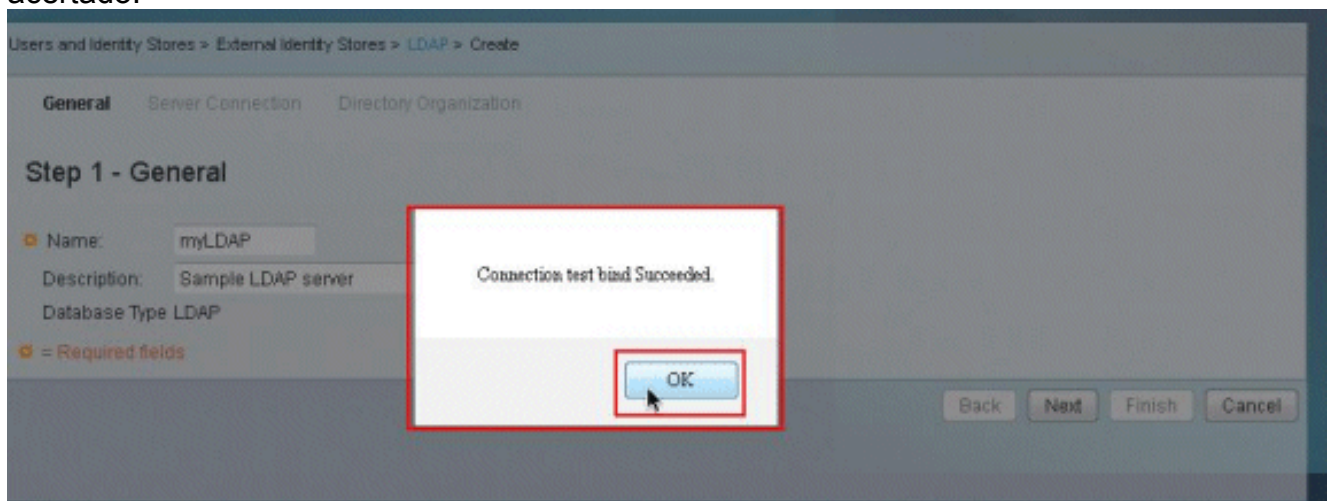 acertado.
Users and Identity Stores > External Identity Stores > LDAP > Create
General Server Connection Directory Organization
Step 1 - General
Name: myLDAP
Description: Sample LDAP server
Database Type LDAP
= Required fields
Connection test bind Succeeded.
OK
Back Next Finish Cancel